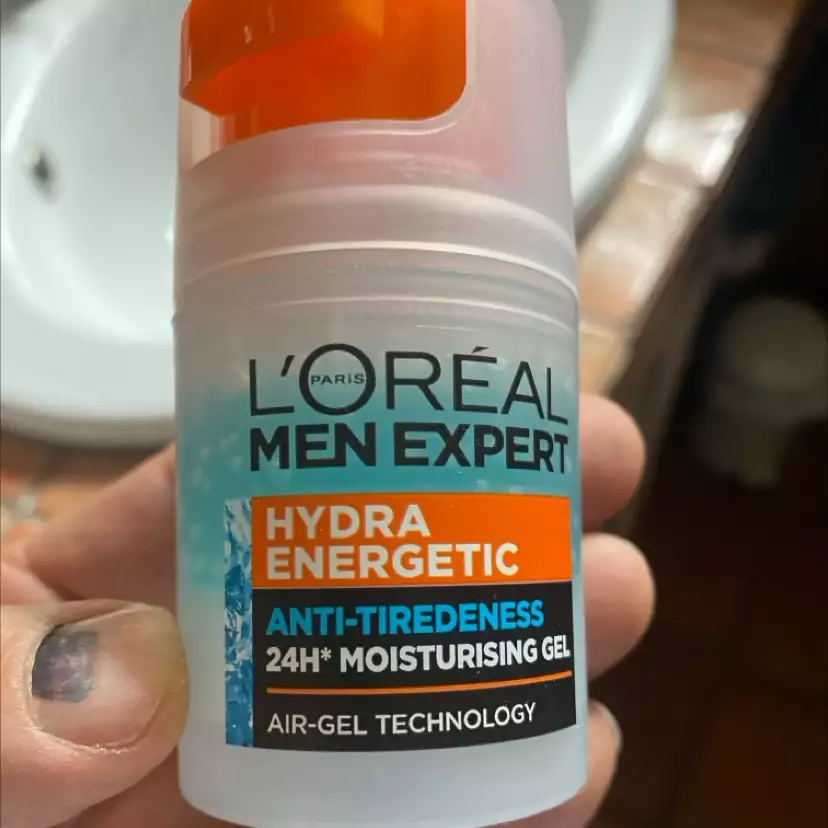 L'ORÉAL
PARIS
MEN EXPERT
HYDRA
ENERGETIC
ANTI-TIREDENESS
24H* MOISTURISING GEL
AIR-GEL TECHNOLOGY